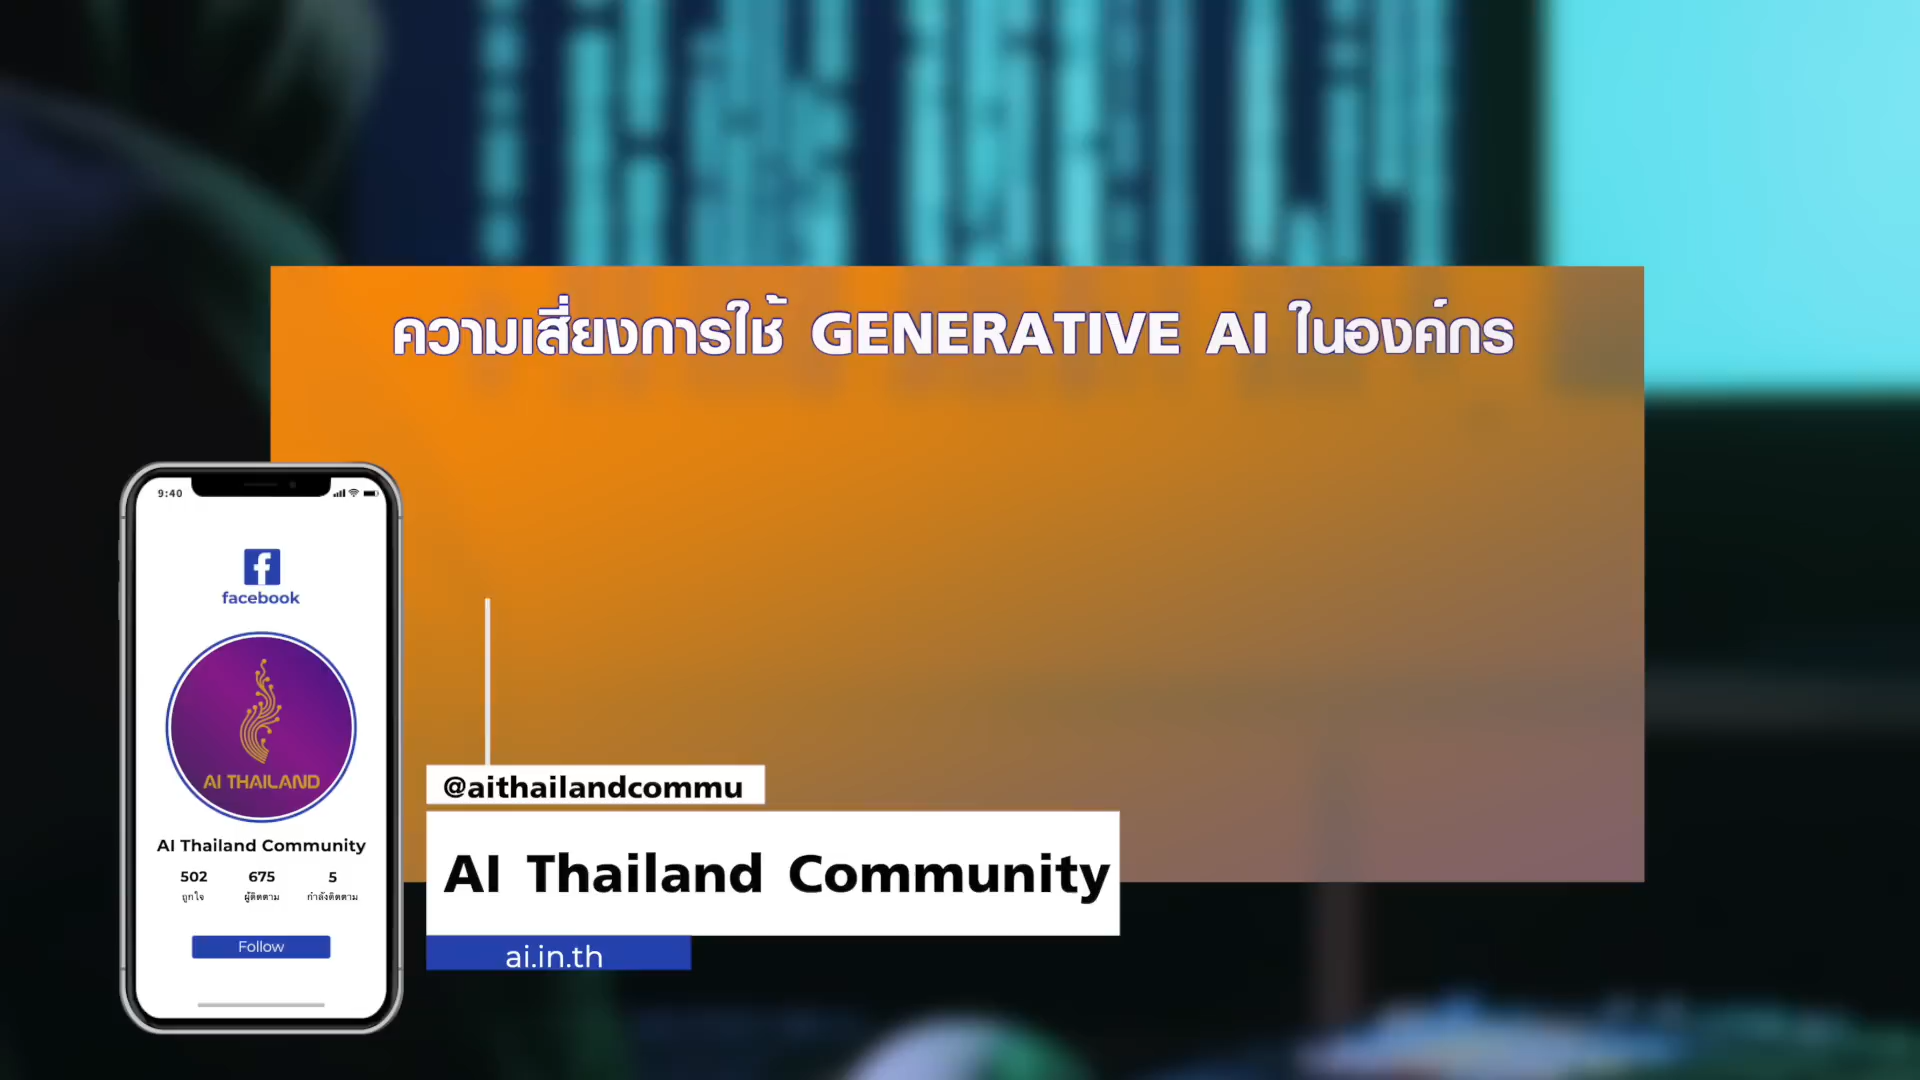 ความเสี่ยงการใช้ GENERATIVE AI ในองค์กร
9:40
facebook
AI THAILAND
AI Thailand Community
502 675 5
ถูกใจ ผู้ติดตาม กำลังติดตาม
Follow
@aithailandcommu
AI Thailand Community
ai.in.th